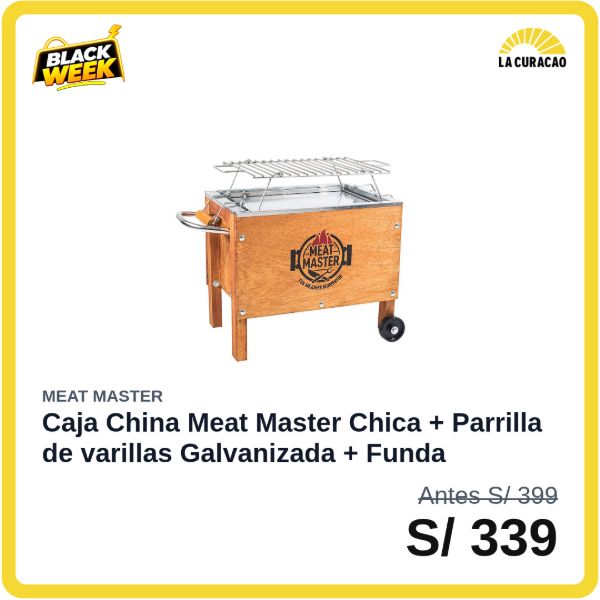 BLACK
WEEK
LA CURACAO
MEAT
MASTER
MEAT MASTER
Caja China Meat Master Chica + Parrilla
de varillas Galvanizada + Funda
Antes S/ 399
S/ 339